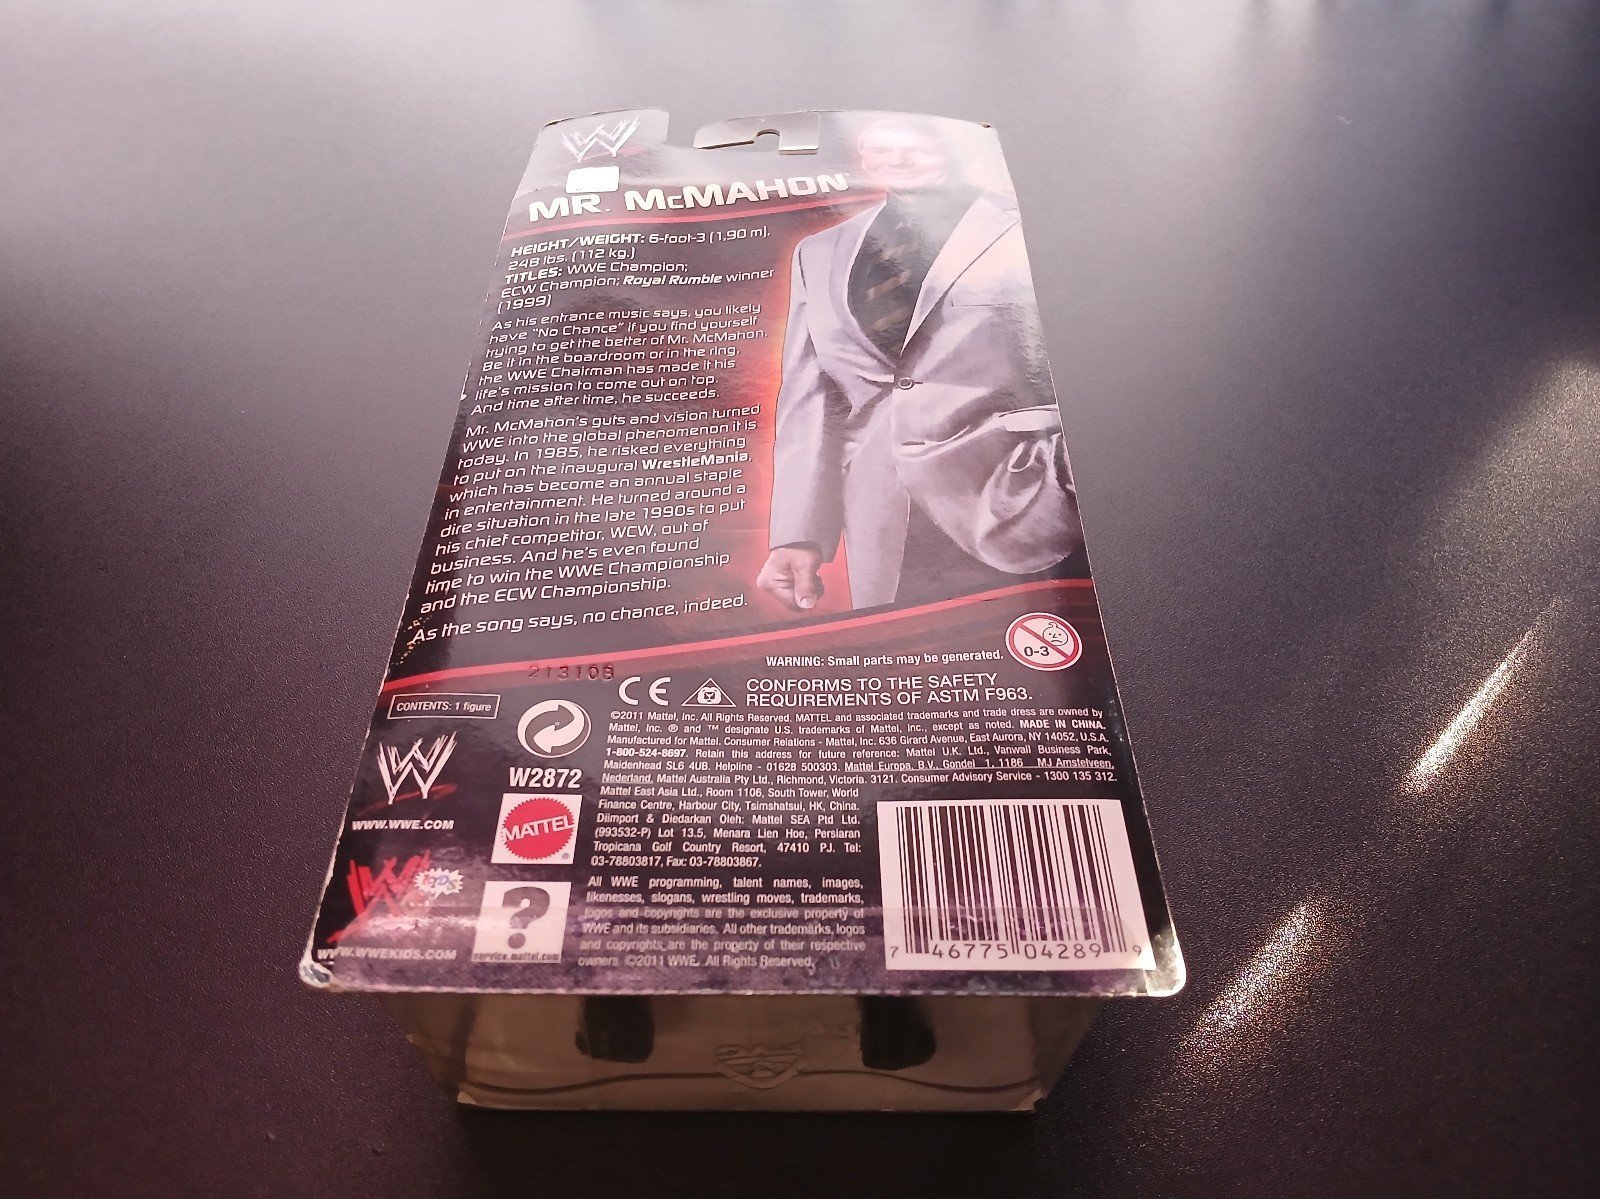 W
MR. McMAHON™
HEIGHT/WEIGHT: 6-foot-3 (1.90 m),
248 lbs. (112 kg.)
TITLES: WWE Champion;
ECW Champion; Royal Rumble winner
(1999)
As his entrance music says, you likely
have "No Chance" if you find yourself
trying to get the better of Mr. McMahon.
Be it in the boardroom or in the ring,
the WWE Chairman has made it his
life's mission to come out on top.
And time after time, he succeeds.
Mr. McMahon's guts and vision turned
WWE into the global phenomenon it is
today. In 1985, he risked everything
to put on the inaugural WrestleMania,
which has become an annual staple
in entertainment. He turned around a
dire situation in the late 1990s to put
his chief competitor, WCW, out of
business. And he's even found
time to win the WWE Championship
and the ECW Championship.
As the song says, no chance, indeed.
21310B
WARNING: Small parts may be generated.
0-3
CE
CONFORMS TO THE SAFETY
REQUIREMENTS OF ASTM F963.
CONTENTS: 1 figure
©2011 Mattel, Inc. All Rights Reserved. MATTEL and associated trademarks and trade dress are owned by
Mattel, Inc. ® and ™ designate U.S. trademarks of Mattel, Inc., except as noted. MADE IN CHINA.
Manufactured for Mattel. Consumer Relations - Mattel, Inc. 636 Girard Avenue, East Aurora, NY 14052, U.S.A.
1-800-524-8697. Retain this address for future reference: Mattel U.K. Ltd., Vanwall Business Park,
Maidenhead SL6 4UB. Helpline - 01628 500303. Mattel Europa, B.V., Gondel 1, 1186 MJ Amstelveen,
Nederland. Mattel Australia Pty Ltd., Richmond, Victoria. 3121. Consumer Advisory Service - 1300 135 312.
Mattel East Asia Ltd., Room 1106, South Tower, World
Finance Centre, Harbour City, Tsimshatsui, HK, China.
Diimport & Diedarkan Oleh: Mattel SEA Ptd Ltd.
(993532-P) Lot 13.5, Menara Lien Hoe, Persiaran
Tropicana Golf Country Resort, 47410 PJ. Tel:
03-78803817, Fax: 03-78803867.
All WWE programming, talent names, images,
likenesses, slogans, wrestling moves, trademarks,
logos and copyrights are the exclusive property of
WWE and its subsidiaries. All other trademarks, logos
and copyrights are the property of their respective
owners. ©2011 WWE. All Rights Reserved.
W2872
MATTEL®
?
service.mattel.com
W
WWW.WWE.COM
W
WWW.WWEKIDS.COM
7 46775 04289 9